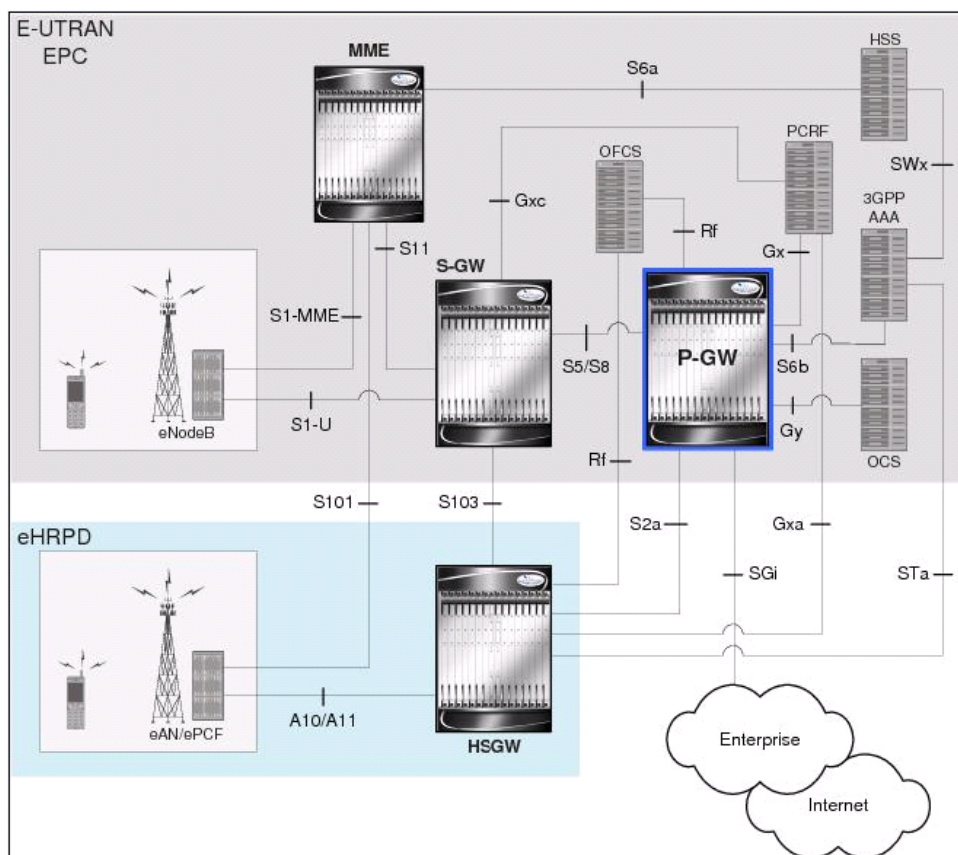 E-UTRAN
EPC
MME
HSS
S6a
PCRF
OFCS
SWx
3GPP
AAA
Gxc
Rf
S11
Gx
S-GW
S1-MME
S5/S8
P-GW
S6b
eNodeB
S1-U
Gy
OCS
Rf
S101
S103
S2a
Gxa
eHRPD
SGi
STa
A10/A11
eAN/ePCF
HSGW
Enterprise
Internet